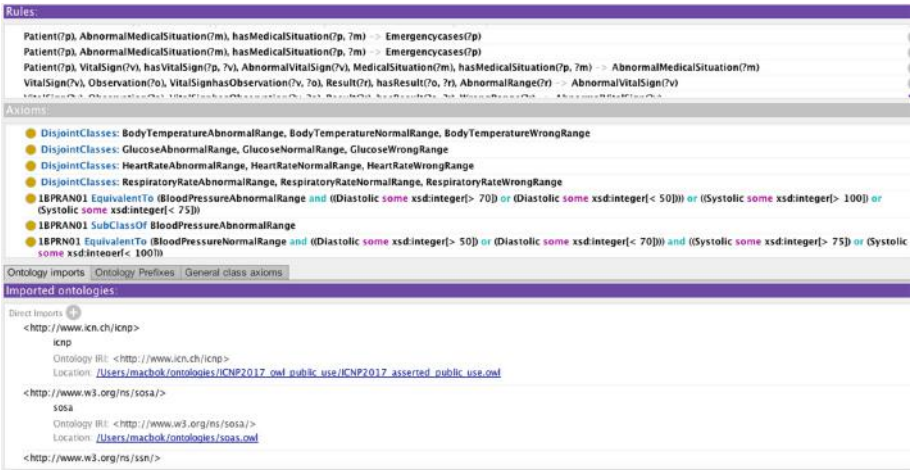 Rules:
Patient(?p), AbnormalMedicalSituation(?m), hasMedicalSituation(?p, ?m) -> Emergencycases(?p)
Patient(?p), AbnormalMedicalSituation(?m), hasMedicalSituation(?p, ?m) -> Emergencycases(?p)
Patient(?p), VitalSign(?v), hasVitalSign(?p, ?v), AbnormalVitalSign(?v), MedicalSituation(?m), hasMedicalSituation(?p, ?m) -> AbnormalMedicalSituation(?m)
VitalSign(?v), Observation(?o), VitalSignhasObservation(?v, ?o), Result(?r), hasResult(?o, ?r), AbnormalRange(?r) -> AbnormalVitalSign(?v)
VitalSign(?v), Observation(?o), VitalSignhasObservation(?v, ?o), Result(?r), hasResult(?o, ?r), WrongRange(?r) -> AbnormalVitalSign(?v)
Axioms:
DisjointClasses: BodyTemperatureAbnormalRange, BodyTemperatureNormalRange, BodyTemperatureWrongRange
DisjointClasses: GlucoseAbnormalRange, GlucoseNormalRange, GlucoseWrongRange
DisjointClasses: HeartRateAbnormalRange, HeartRateNormalRange, HeartRateWrongRange
DisjointClasses: RespiratoryRateAbnormalRange, RespiratoryRateNormalRange, RespiratoryRateWrongRange
1BPRAN01 EquivalentTo (BloodPressureAbnormalRange and ((Diastolic some xsd:integer[> 70]) or (Diastolic some xsd:integer[< 50]))) or ((Systolic some xsd:integer[> 100]) or
(Systolic some xsd:integer[< 75]))
1BPRAN01 SubClassOf BloodPressureAbnormalRange
1BPRN01 EquivalentTo (BloodPressureNormalRange and ((Diastolic some xsd:integer[> 50]) or (Diastolic some xsd:integer[< 70]))) and ((Systolic some xsd:integer[> 75]) or (Systolic
some xsd:integer[< 100]))
Ontology imports Ontology Prefixes General class axioms
Imported ontologies:
Direct Imports
<http://www.icn.ch/icnp>
icnp
Ontology IRI: <http://www.icn.ch/icnp>
Location: /Users/macbok/ontologies/ICNP2017_owl_public_use/ICNP2017_asserted_public_use.owl
<http://www.w3.org/ns/sosa/>
sosa
Ontology IRI: <http://www.w3.org/ns/sosa/>
Location: /Users/macbok/ontologies/soas.owl
<http://www.w3.org/ns/ssn/>